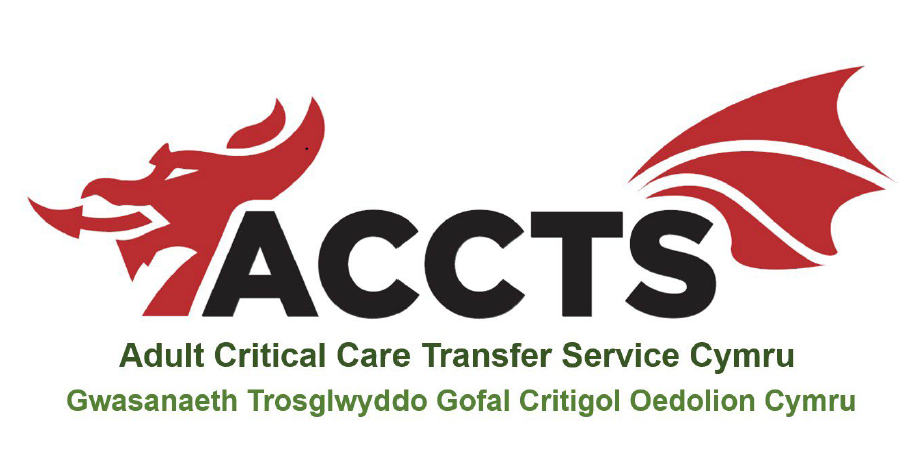 ACCTS
Adult Critical Care Transfer Service Cymru
Gwasanaeth Trosglwyddo Gofal Critigol Oedolion Cymru